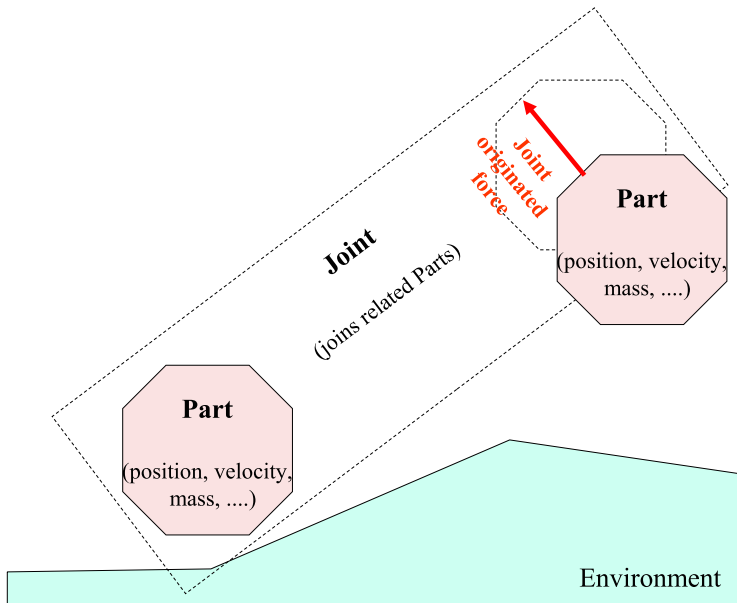 Joint
originated
force
Part
(position, velocity,
mass, ....)
Joint
(joins related Parts)
Part
(position, velocity,
mass, ....)
Environment